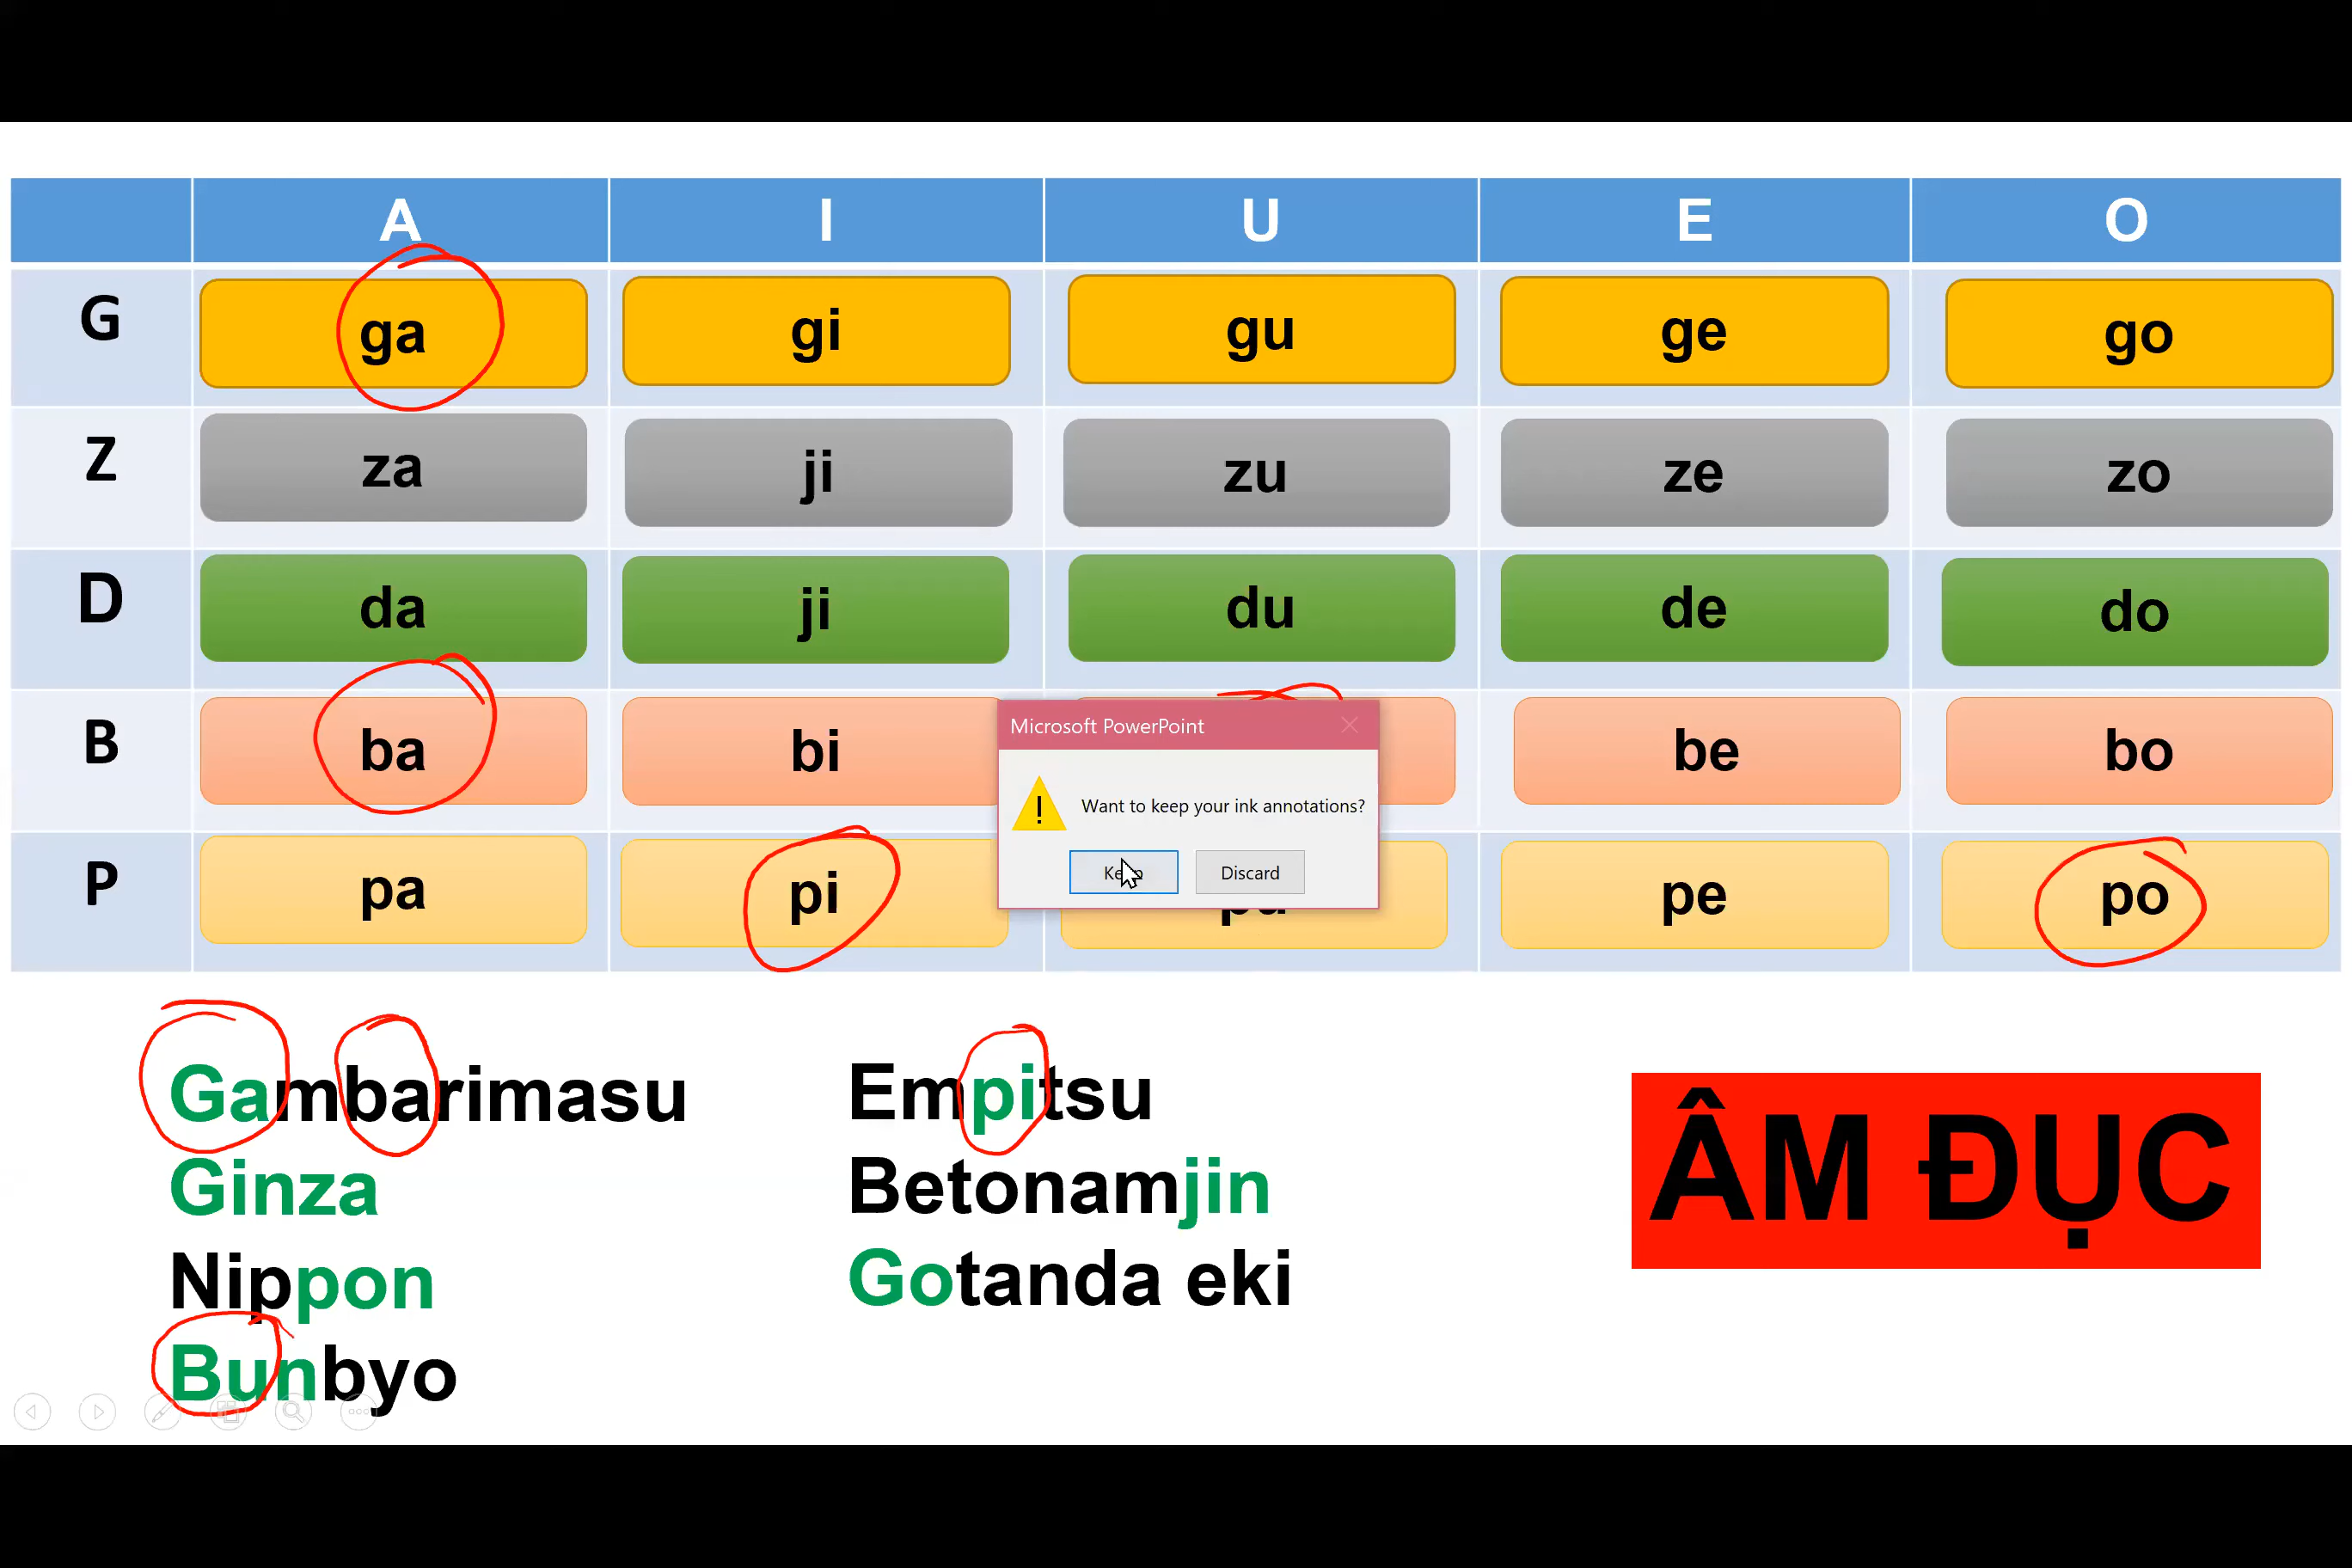 A I U E O
G ga gi gu ge go
Z za ji zu ze zo
D da ji du de do
B ba bi be bo
P pa pi pe po
Microsoft PowerPoint
Want to keep your ink annotations?
Keep Discard
Gambarimasu
Ginza
Nippon
Bunbyo
Empitsu
Betonamjin
Gotanda eki
ÂM ĐỤC